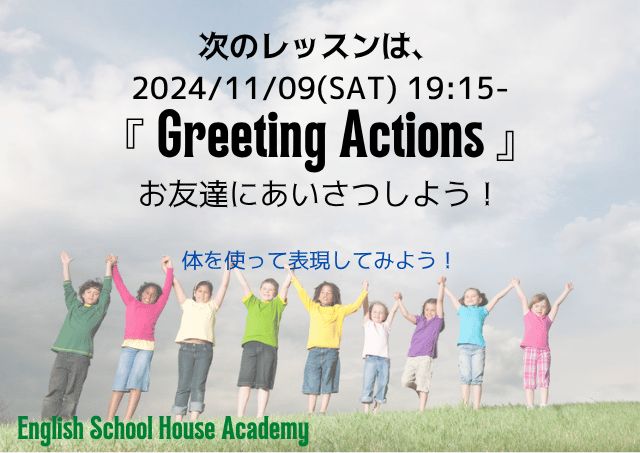 次のレッスンは、
2024/11/09(SAT) 19:15-
『 Greeting Actions 』
お友達にあいさつしよう！
体を使って表現してみよう！
English School House Academy